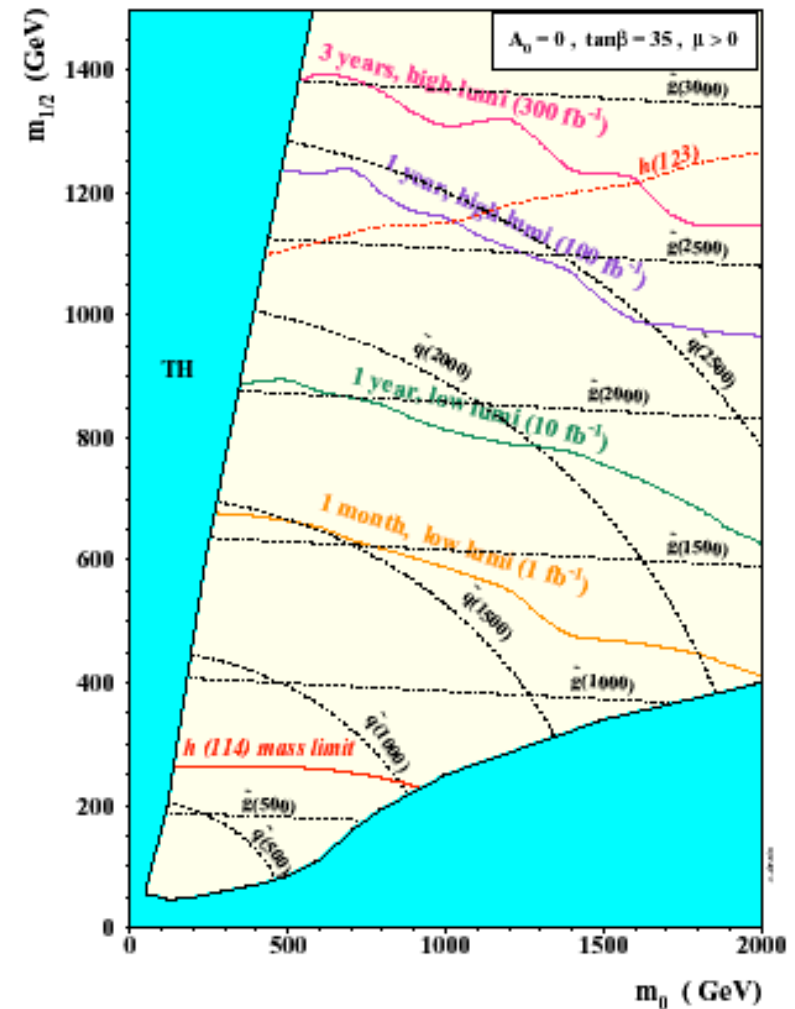 A₀ = 0 , tanβ = 35 , μ > 0
m₁/₂ (GeV)
1400
1200
1000
800
600
400
200
0
3 years, high lumi (300 fb⁻¹)
g̃(3000)
h(123)
1 year, high lumi (100 fb⁻¹)
g̃(2500)
q̃(2500)
q̃(2000)
TH
g̃(2000)
1 year, low lumi (10 fb⁻¹)
1 month, low lumi (1 fb⁻¹)
g̃(1500)
q̃(1500)
g̃(1000)
q̃(1000)
h (114) mass limit
g̃(500)
q̃(500)
0 500 1000 1500 2000
m₀ ( GeV)